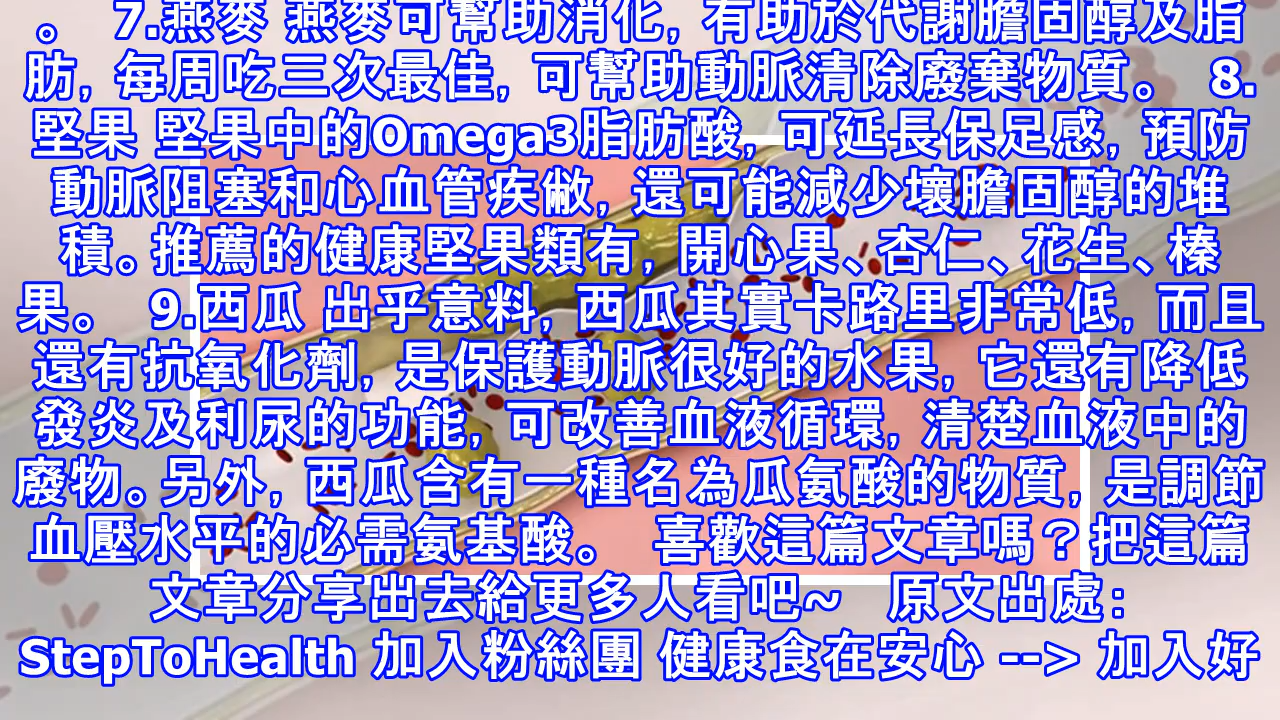 。 7.燕麥 燕麥可幫助消化, 有助於代謝膽固醇及脂
肪, 每周吃三次最佳, 可幫助動脈清除廢棄物質。 8.
堅果 堅果中的Omega3脂肪酸, 可延長保足感, 預防
動脈阻塞和心血管疾敝, 還可能減少壞膽固醇的堆
積。推薦的健康堅果類有, 開心果、杏仁、花生、榛
果。 9.西瓜 出乎意料, 西瓜其實卡路里非常低, 而且
還有抗氧化劑, 是保護動脈很好的水果, 它還有降低
發炎及利尿的功能, 可改善血液循環, 清楚血液中的
廢物。另外, 西瓜含有一種名為瓜氨酸的物質, 是調節
血壓水平的必需氨基酸。 喜歡這篇文章嗎？把這篇
文章分享出去給更多人看吧~ 原文出處：
StepToHealth 加入粉絲團 健康食在安心 --> 加入好